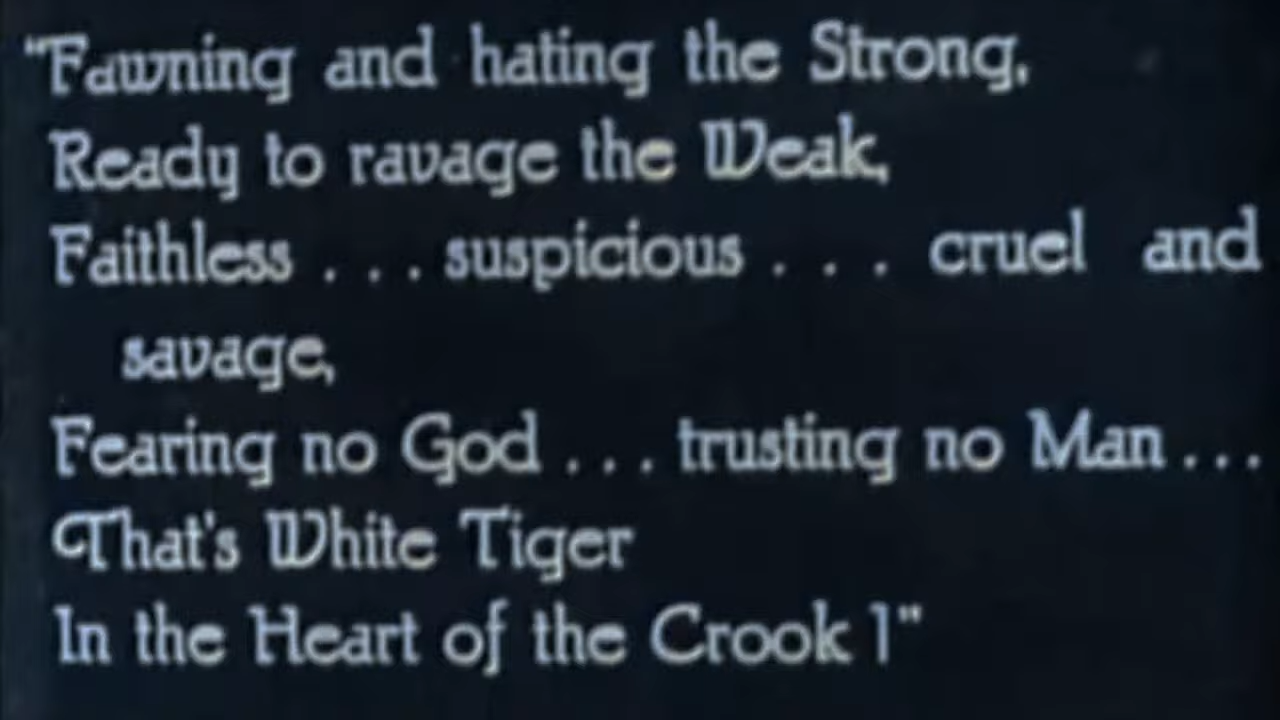 "Fawning and hating the Strong,
Ready to ravage the Weak,
Faithless . . . suspicious . . . cruel and
savage,
Fearing no God . . . trusting no Man . . .
That's White Tiger
In the Heart of the Crook !"